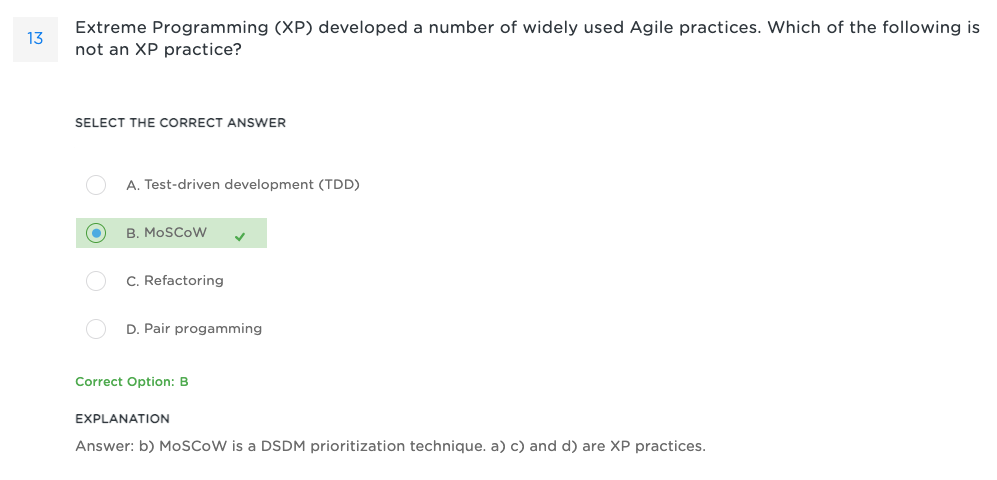 13
Extreme Programming (XP) developed a number of widely used Agile practices. Which of the following is
not an XP practice?
SELECT THE CORRECT ANSWER
A. Test-driven development (TDD)
B. MoSCoW
C. Refactoring
D. Pair progamming
Correct Option: B
EXPLANATION
Answer: b) MoSCoW is a DSDM prioritization technique. a) c) and d) are XP practices.